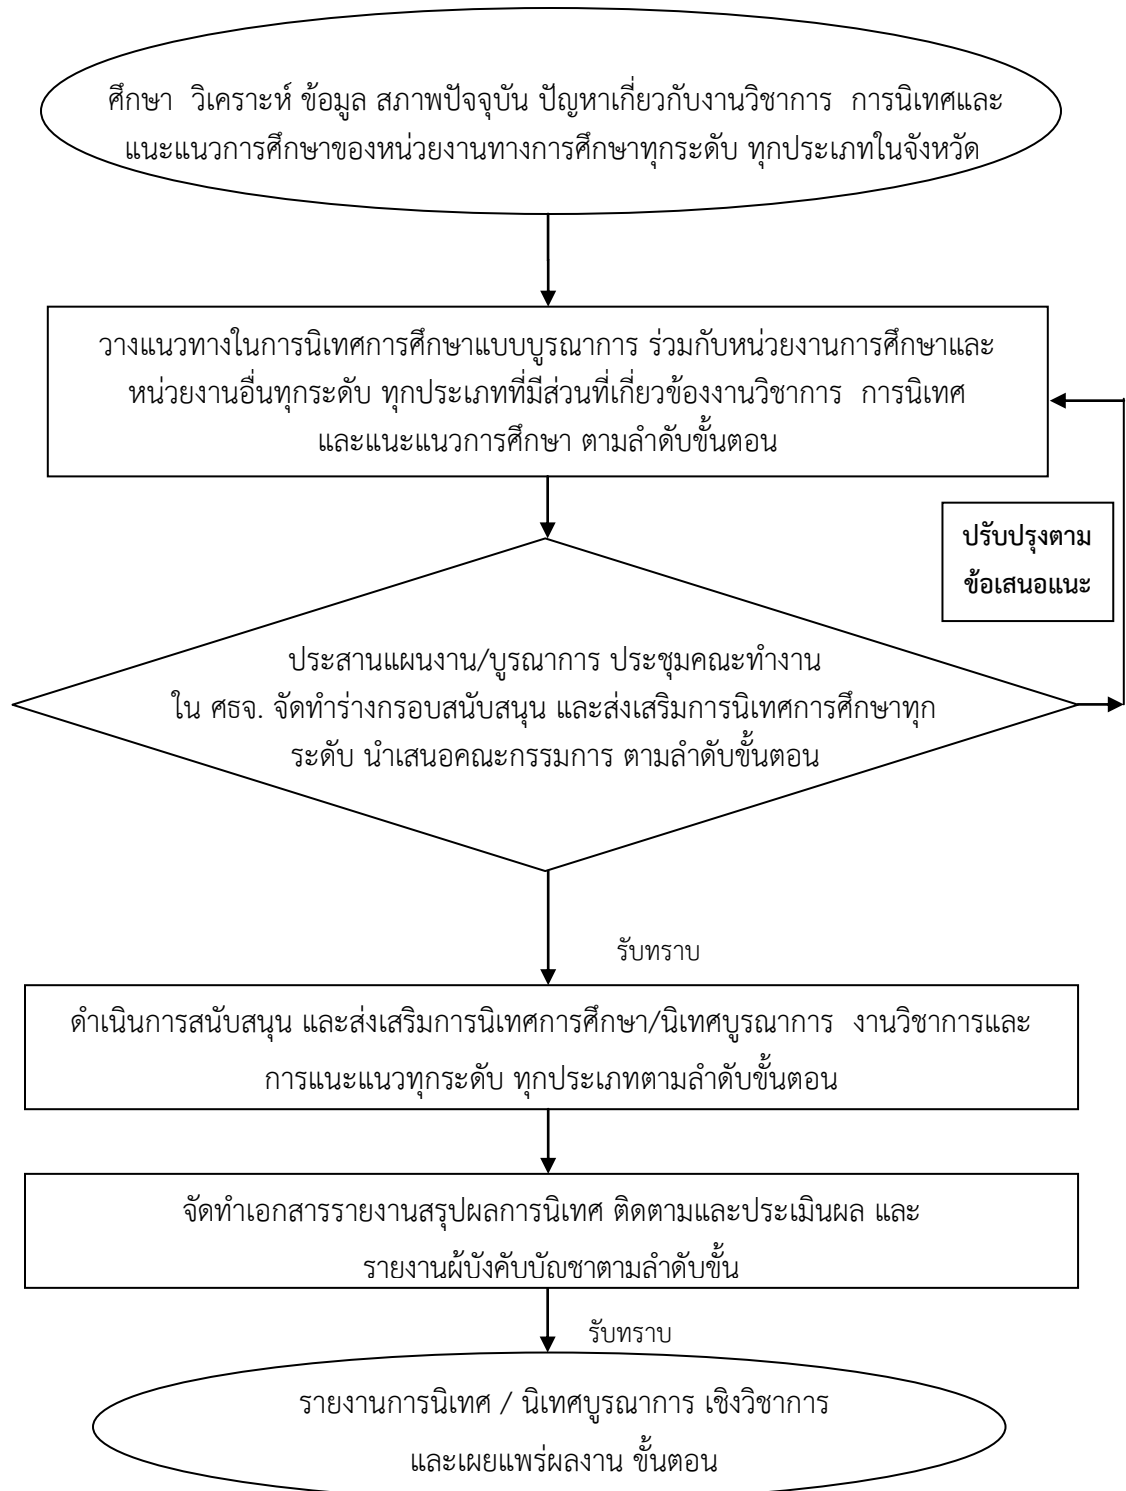 ศึกษา  วิเคราะห์ ข้อมูล สภาพปัจจุบัน ปัญหาเกี่ยวกับงานวิชาการ  การนิเทศและ
แนะแนวการศึกษาของหน่วยงานทางการศึกษาทุกระดับ ทุกประเภทในจังหวัด
วางแนวทางในการนิเทศการศึกษาแบบบูรณาการ ร่วมกับหน่วยงานการศึกษาและ
หน่วยงานอื่นทุกระดับ ทุกประเภทที่มีส่วนที่เกี่ยวข้องงานวิชาการ  การนิเทศ
และแนะแนวการศึกษา ตามลำดับขั้นตอน
ปรับปรุงตาม
ข้อเสนอแนะ
ประสานแผนงาน/บูรณาการ ประชุมคณะทำงาน
ใน ศธจ. จัดทำร่างกรอบสนับสนุน และส่งเสริมการนิเทศการศึกษาทุก
ระดับ นำเสนอคณะกรรมการ ตามลำดับขั้นตอน
รับทราบ
ดำเนินการสนับสนุน และส่งเสริมการนิเทศการศึกษา/นิเทศบูรณาการ  งานวิชาการและ
การแนะแนวทุกระดับ ทุกประเภทตามลำดับขั้นตอน
จัดทำเอกสารรายงานสรุปผลการนิเทศ ติดตามและประเมินผล และ
รายงานผู้บังคับบัญชาตามลำดับขั้น
รับทราบ
รายงานการนิเทศ / นิเทศบูรณาการ เชิงวิชาการ
และเผยแพร่ผลงาน ขั้นตอน